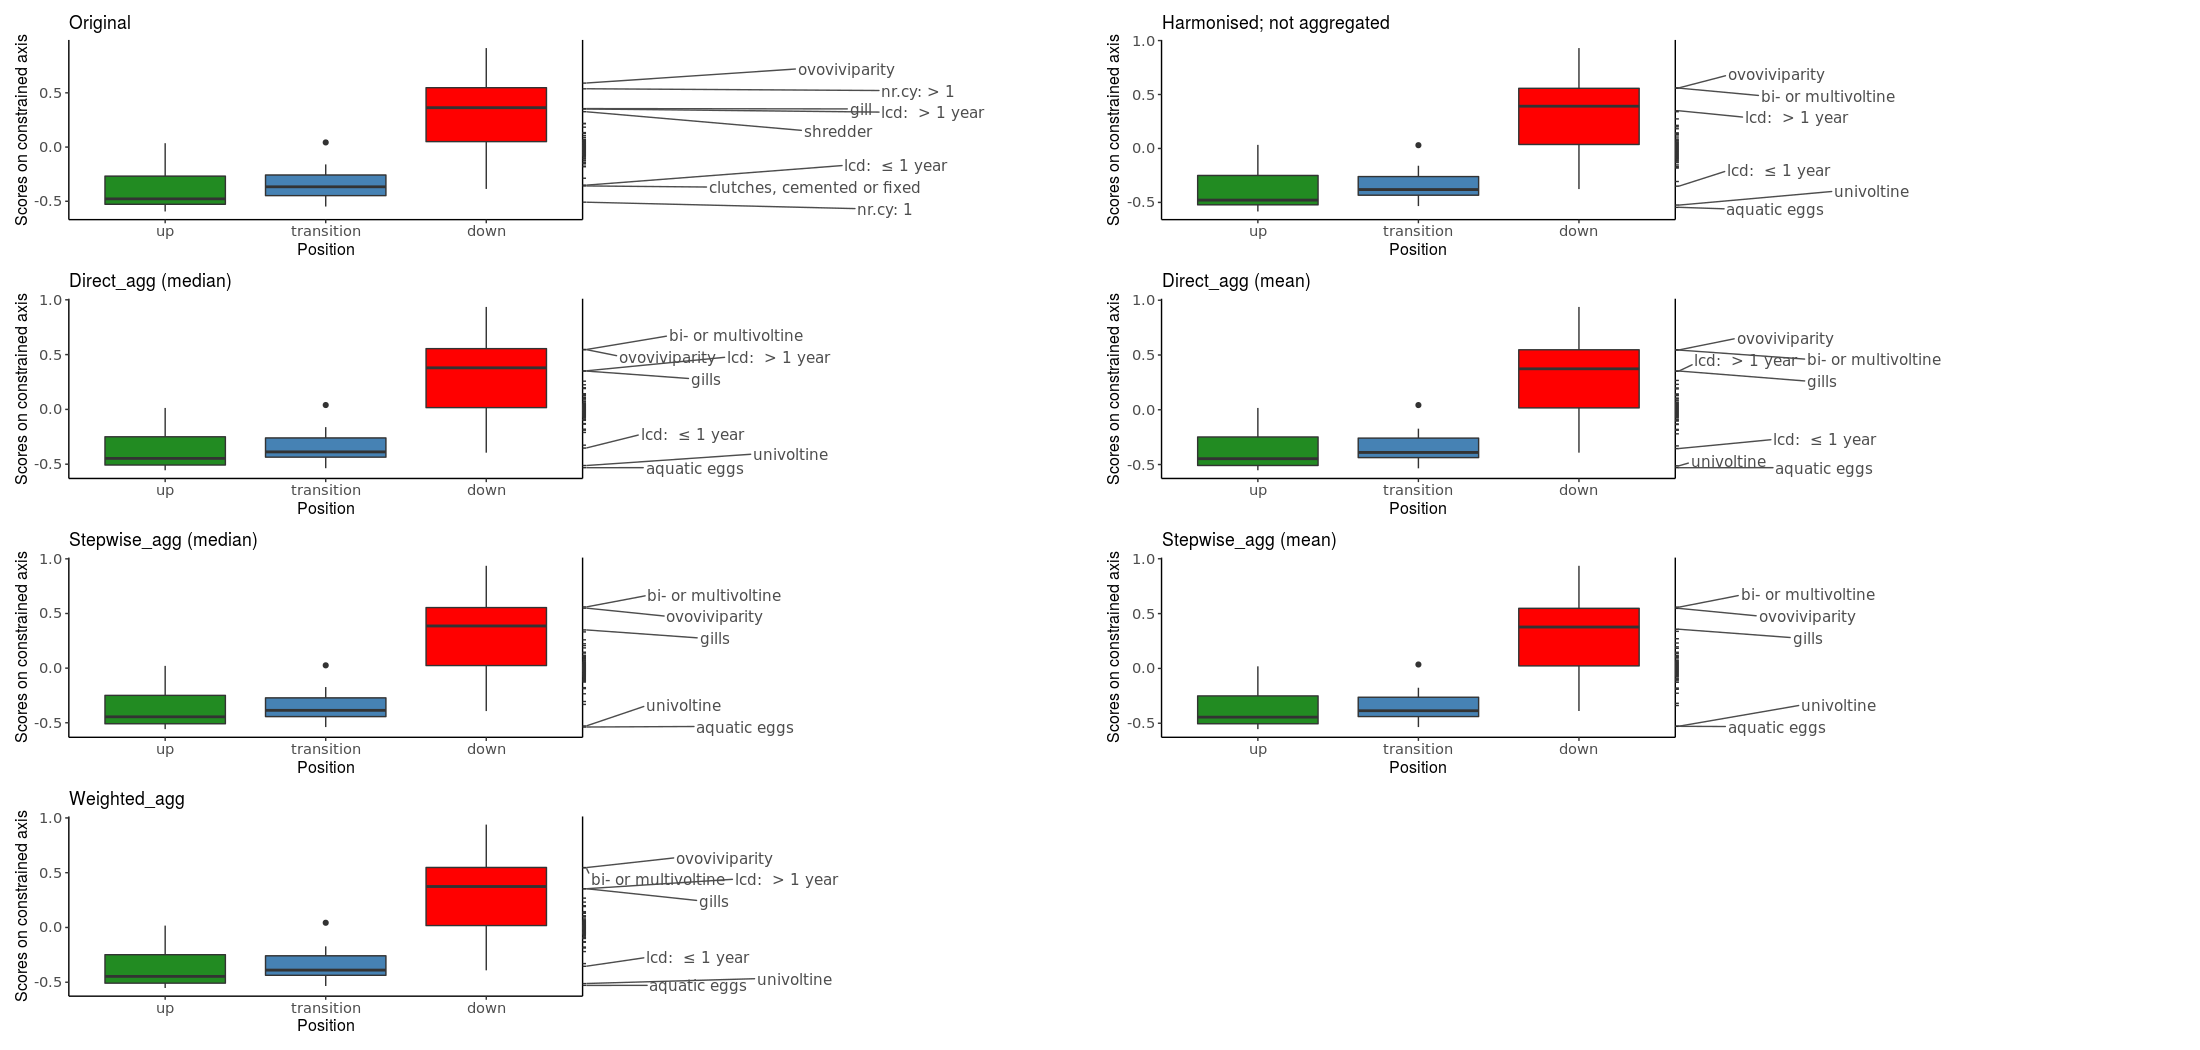 Original
Scores on constrained axis
0.5
0.0
-0.5
up
transition
down
Position
ovoviviparity
nr.cy: > 1
gill
lcd:  > 1 year
shredder
lcd:  ≤ 1 year
clutches, cemented or fixed
nr.cy: 1
Harmonised; not aggregated
Scores on constrained axis
1.0
0.5
0.0
-0.5
up
transition
down
Position
ovoviviparity
bi- or multivoltine
lcd:  > 1 year
lcd:  ≤ 1 year
univoltine
aquatic eggs
Direct_agg (median)
Scores on constrained axis
1.0
0.5
0.0
-0.5
up
transition
down
Position
bi- or multivoltine
ovoviviparity
lcd:  > 1 year
gills
lcd:  ≤ 1 year
univoltine
aquatic eggs
Direct_agg (mean)
Scores on constrained axis
1.0
0.5
0.0
-0.5
up
transition
down
Position
ovoviviparity
lcd:  > 1 year
bi- or multivoltine
gills
lcd:  ≤ 1 year
univoltine
aquatic eggs
Stepwise_agg (median)
Scores on constrained axis
1.0
0.5
0.0
-0.5
up
transition
down
Position
bi- or multivoltine
ovoviviparity
gills
univoltine
aquatic eggs
Stepwise_agg (mean)
Scores on constrained axis
1.0
0.5
0.0
-0.5
up
transition
down
Position
bi- or multivoltine
ovoviviparity
gills
univoltine
aquatic eggs
Weighted_agg
Scores on constrained axis
1.0
0.5
0.0
-0.5
up
transition
down
Position
ovoviviparity
bi- or multivoltine
lcd:  > 1 year
gills
lcd:  ≤ 1 year
univoltine
aquatic eggs